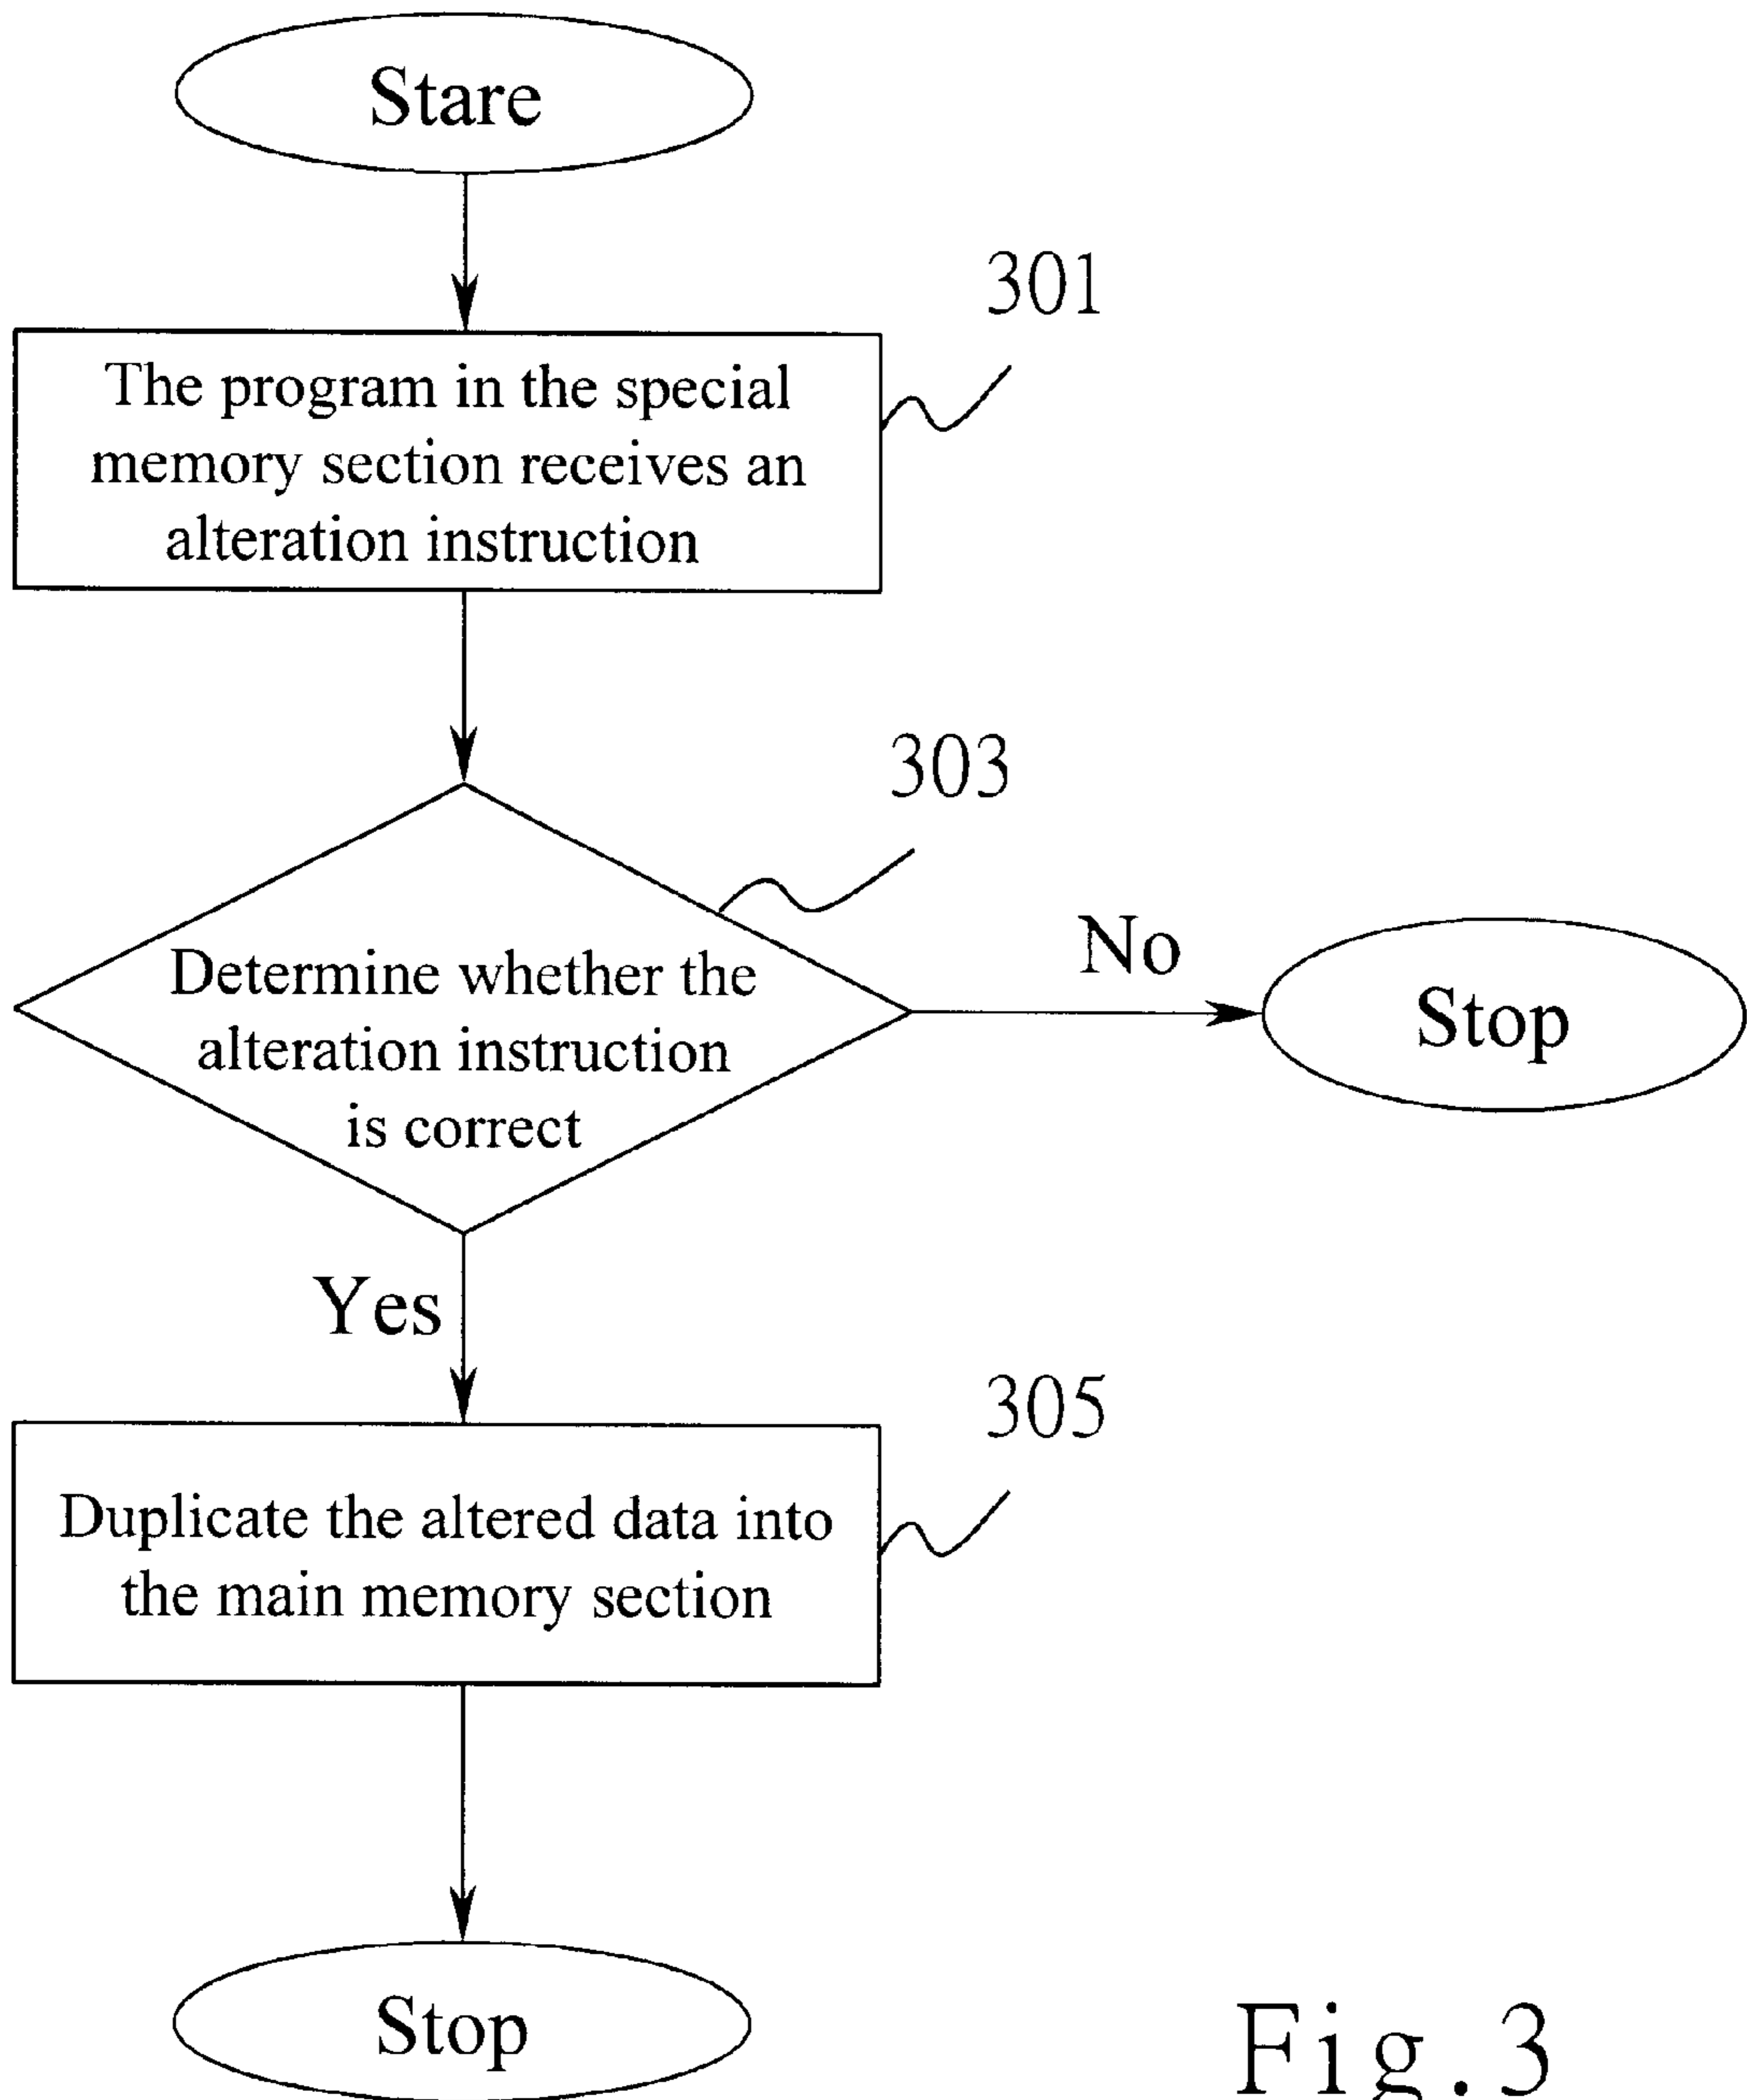 Stare
301
The program in the special
memory section receives an
alteration instruction
303
Determine whether the
alteration instruction
is correct
No
Stop
Yes
305
Duplicate the altered data into
the main memory section
Stop
Fig.3